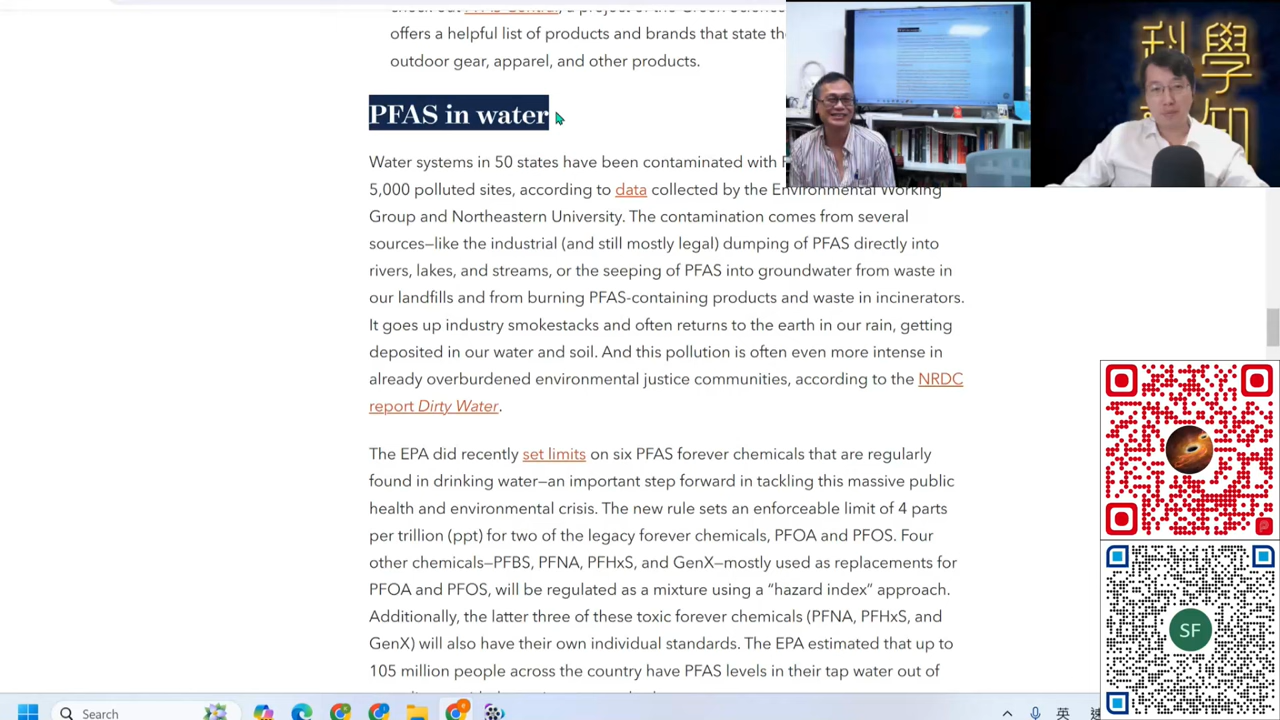 offers a helpful list of products and brands that state the
outdoor gear, apparel, and other products.
PFAS in water
Water systems in 50 states have been contaminated with
5,000 polluted sites, according to data collected by the Environmental Working
Group and Northeastern University. The contamination comes from several
sources—like the industrial (and still mostly legal) dumping of PFAS directly into
rivers, lakes, and streams, or the seeping of PFAS into groundwater from waste in
our landfills and from burning PFAS-containing products and waste in incinerators.
It goes up industry smokestacks and often returns to the earth in our rain, getting
deposited in our water and soil. And this pollution is often even more intense in
already overburdened environmental justice communities, according to the NRDC
report Dirty Water.
The EPA did recently set limits on six PFAS forever chemicals that are regularly
found in drinking water—an important step forward in tackling this massive public
health and environmental crisis. The new rule sets an enforceable limit of 4 parts
per trillion (ppt) for two of the legacy forever chemicals, PFOA and PFOS. Four
other chemicals—PFBS, PFNA, PFHxS, and GenX—mostly used as replacements for
PFOA and PFOS, will be regulated as a mixture using a “hazard index” approach.
Additionally, the latter three of these toxic forever chemicals (PFNA, PFHxS, and
GenX) will also have their own individual standards. The EPA estimated that up to
105 million people across the country have PFAS levels in their tap water out of
科學
知
SF
Search
英